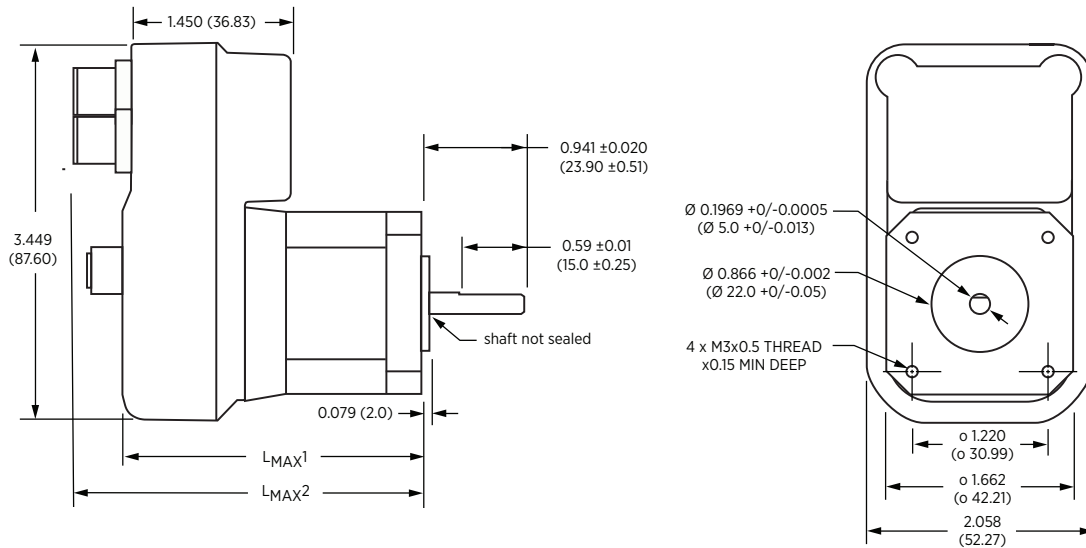 1.450 (36.83)
0.941 ±0.020
(23.90 ±0.51)
3.449
(87.60)
0.59 ±0.01
(15.0 ±0.25)
shaft not sealed
0.079 (2.0)
LMAX1
LMAX2
Ø 0.1969 +0/-0.0005
(Ø 5.0 +0/-0.013)
Ø 0.866 +0/-0.002
(Ø 22.0 +0/-0.05)
4 x M3x0.5 THREAD
x0.15 MIN DEEP
o 1.220
(o 30.99)
o 1.662
(o 42.21)
2.058
(52.27)